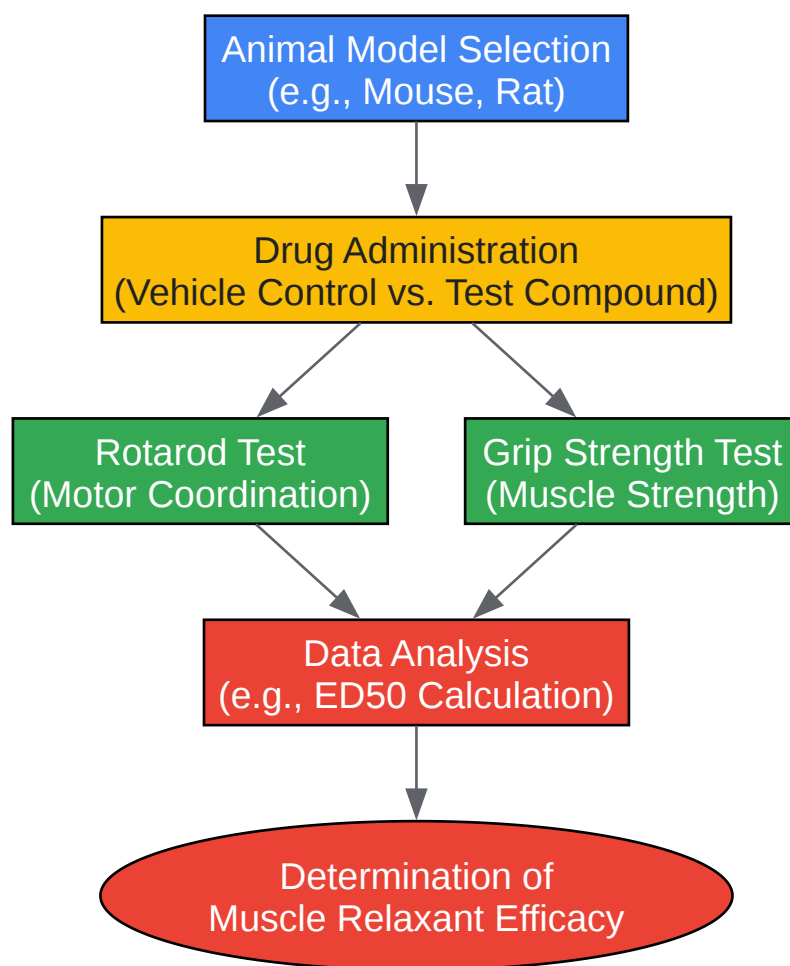 Animal Model Selection
(e.g., Mouse, Rat)
Drug Administration
(Vehicle Control vs. Test Compound)
Rotarod Test
(Motor Coordination)
Grip Strength Test
(Muscle Strength)
Data Analysis
(e.g., ED50 Calculation)
Determination of
Muscle Relaxant Efficacy